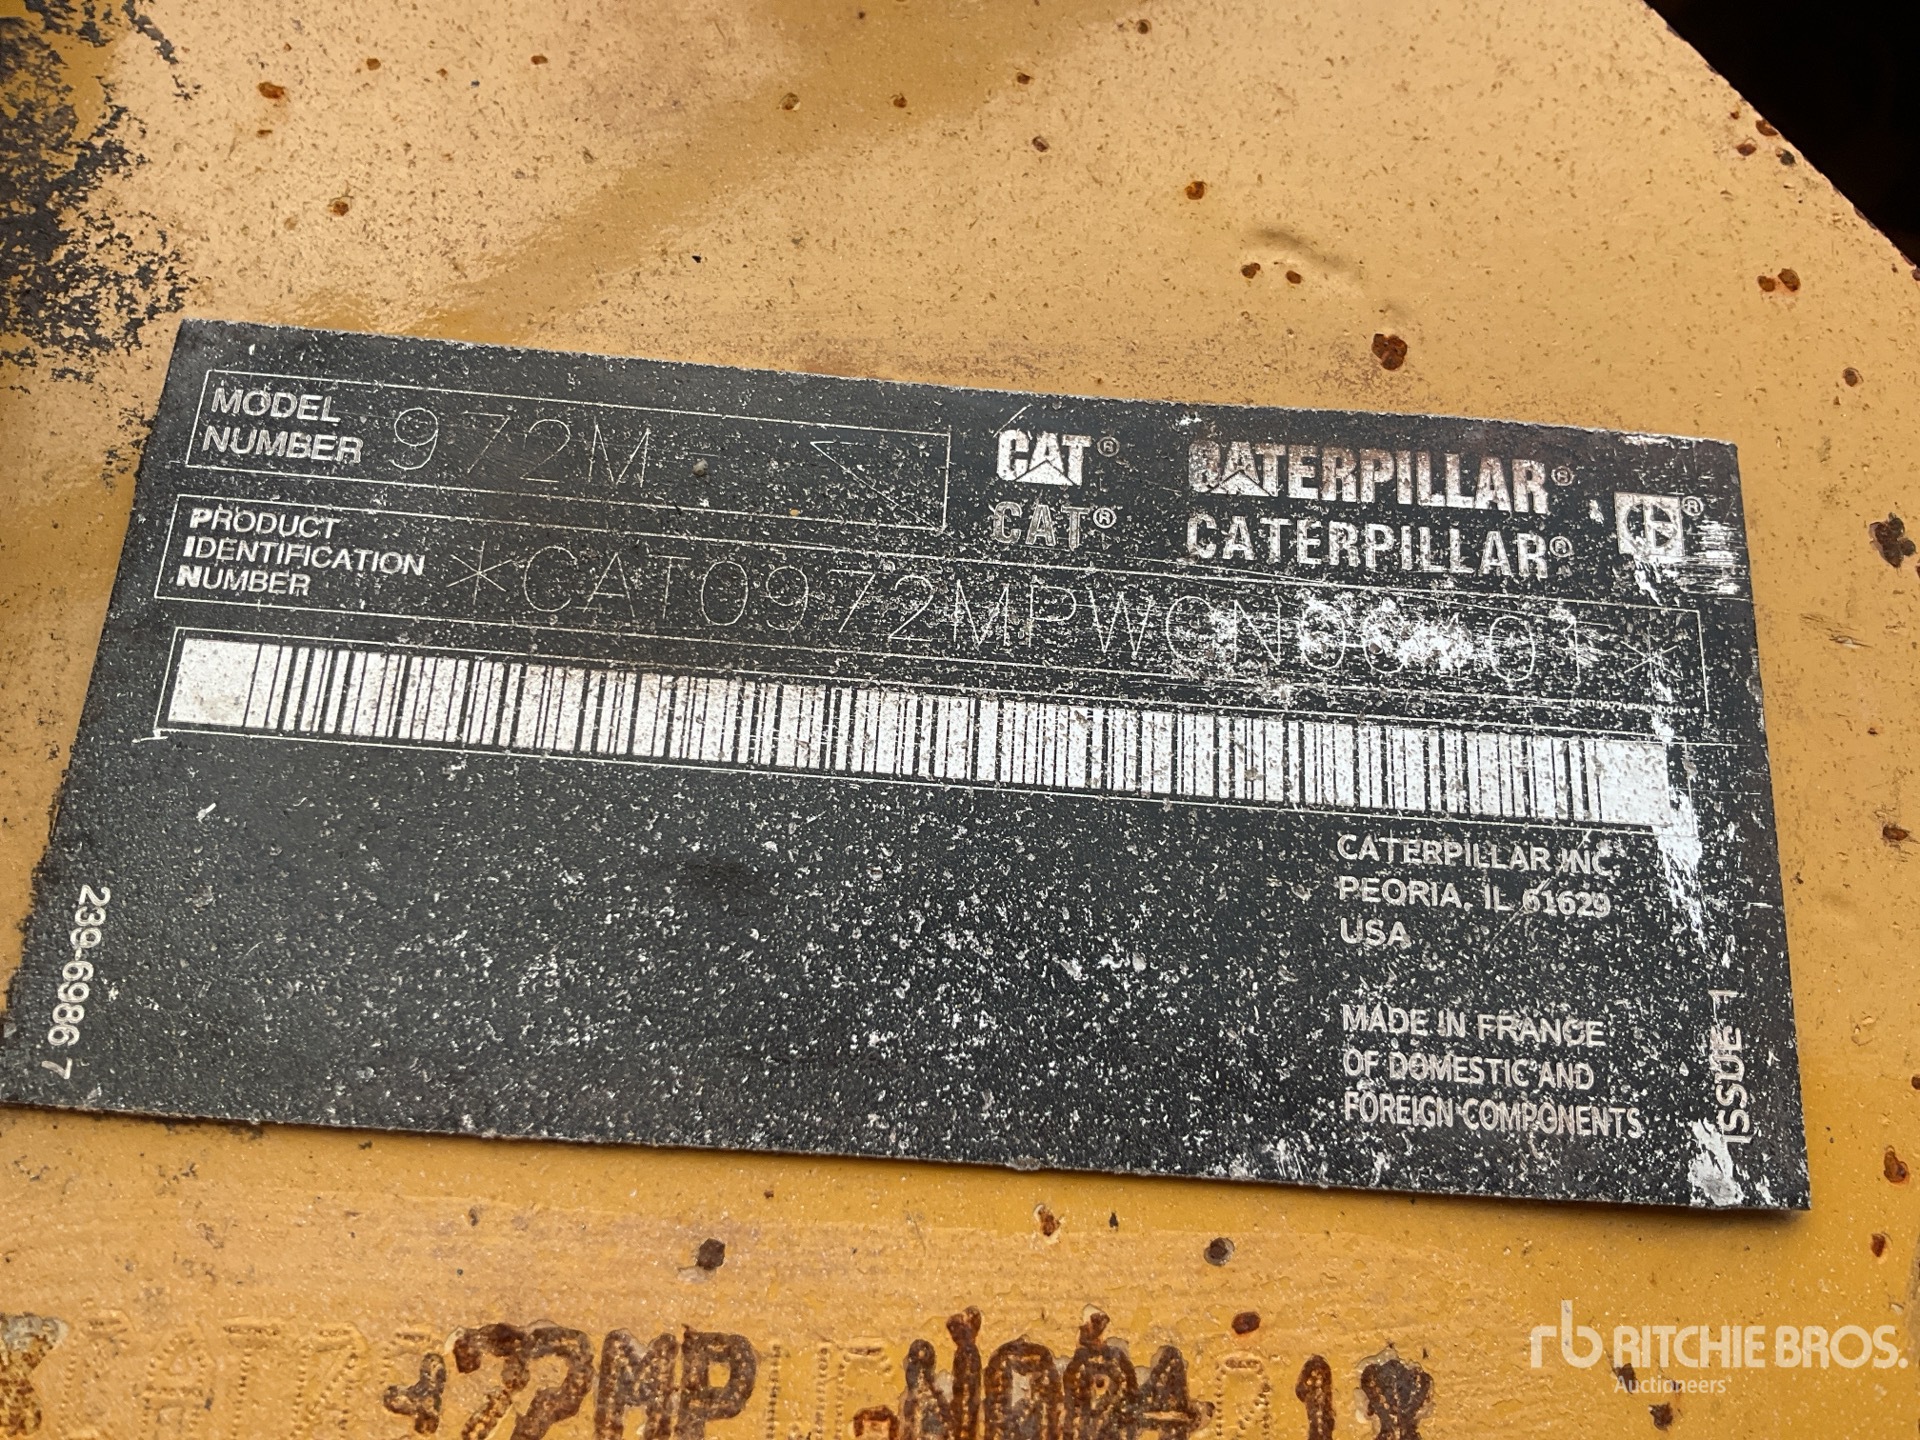 MODEL NUMBER 972M
CAT® CATERPILLAR®
CAT® CATERPILLAR®
PRODUCT IDENTIFICATION NUMBER
CATERPILLAR INC.
PEORIA, IL 61629
USA
MADE IN FRANCE
OF DOMESTIC AND
FOREIGN COMPONENTS
239-6986 7
ISSUE 1
rb RITCHIE BROS.
Auctioneers